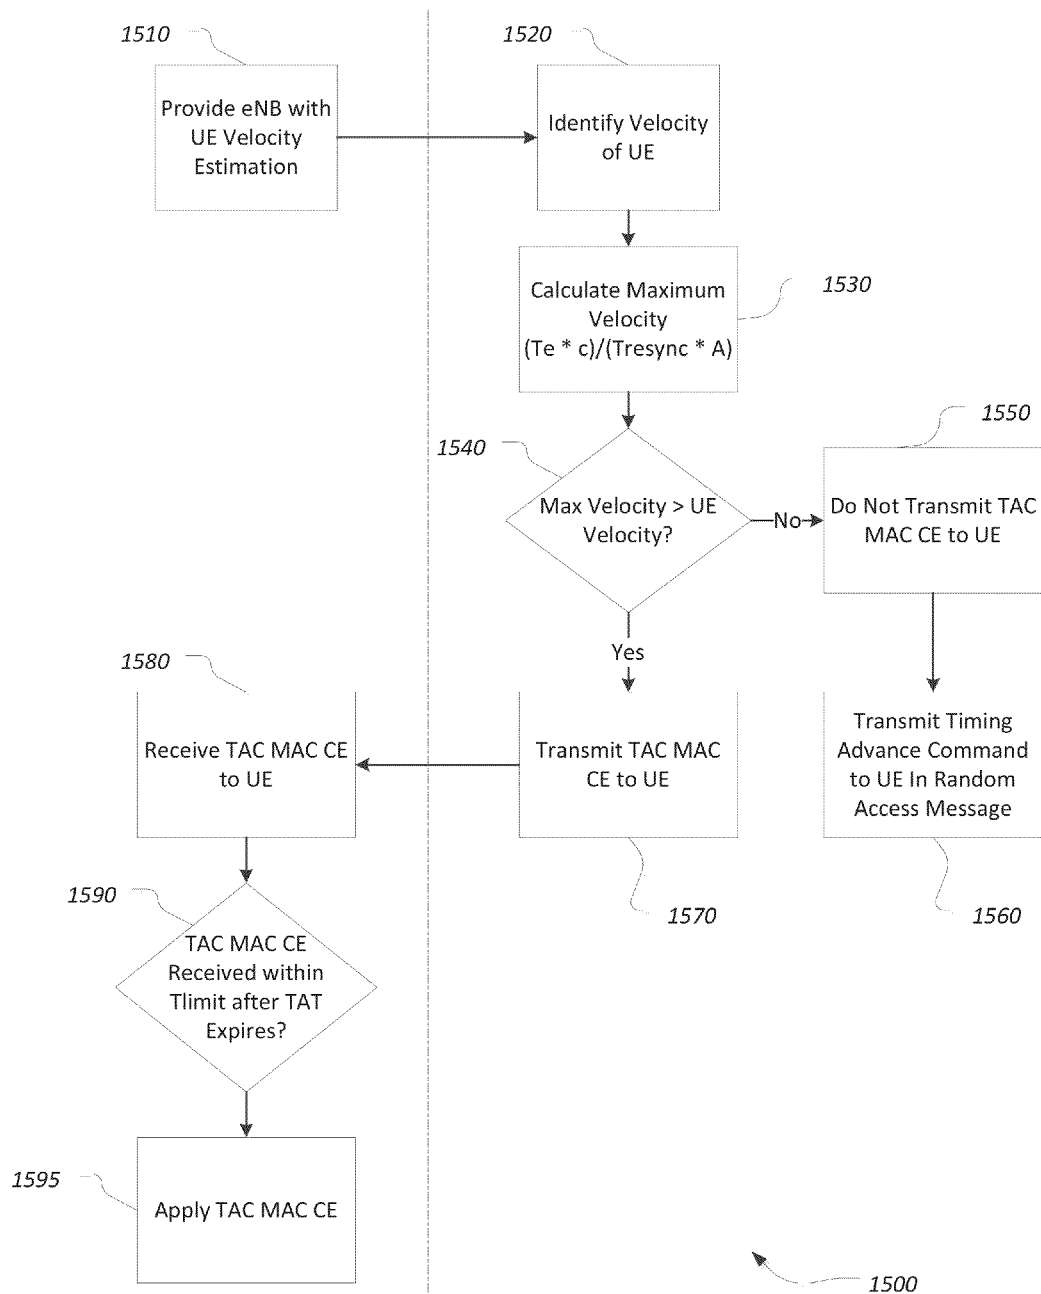 1510
1520
Provide eNB with
UE Velocity
Estimation
Identify Velocity
of UE
1530
Calculate Maximum
Velocity
(Te * c)/(Tresync * A)
1550
1540
Max Velocity > UE
Velocity?
No
Do Not Transmit TAC
MAC CE to UE
Yes
1580
Receive TAC MAC CE
to UE
Transmit TAC MAC
CE to UE
Transmit Timing
Advance Command
to UE In Random
Access Message
1590
1570
1560
TAC MAC CE
Received within
Tlimit after TAT
Expires?
1595
Apply TAC MAC CE
1500